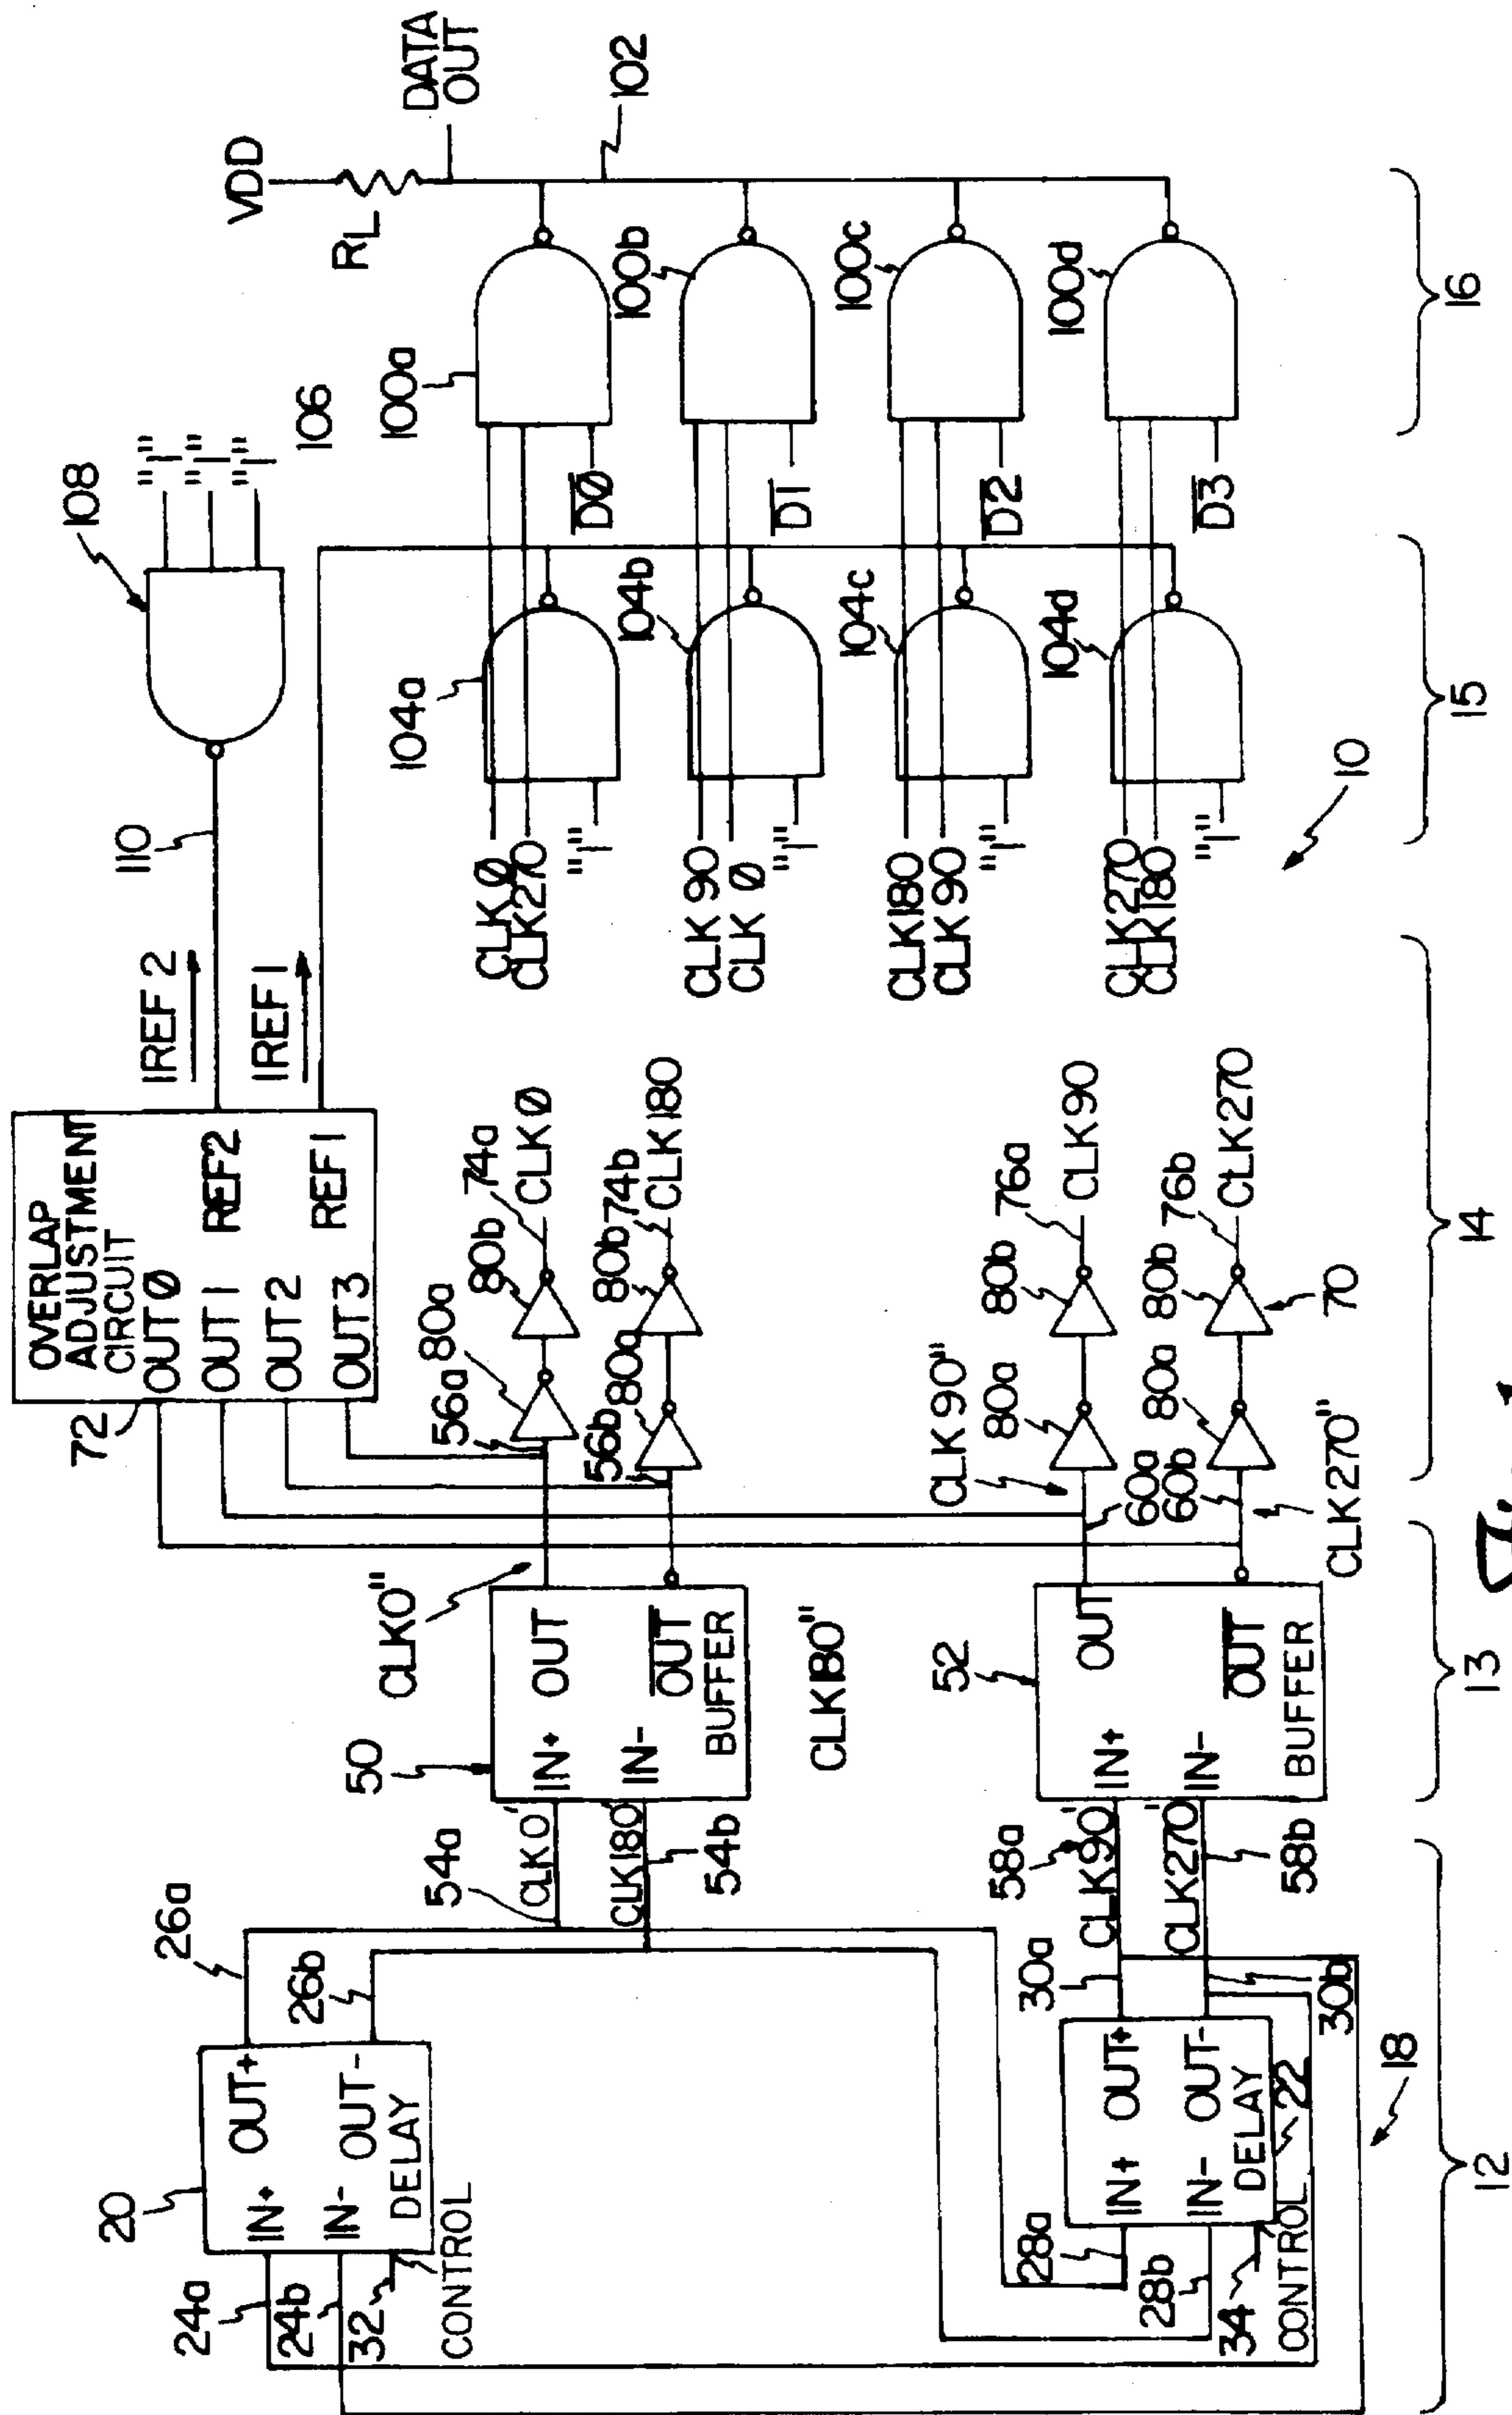 20
24a
24b
32
CONTROL
IN+ OUT+
IN- OUT-
DELAY
26a
26b
54a
CLK0'
CLK180'
54b
50
IN+ OUT
IN- OUT
BUFFER
CLK0"
CLK180"
28a
28b
34
CONTROL
IN+ OUT+
IN- OUT-
DELAY
22
30a
30b
18
58a
CLK90'
CLK270'
58b
52
IN+ OUT
IN- OUT
BUFFER
72
OVERLAP
ADJUSTMENT
CIRCUIT
OUT0
OUT1 REF2
OUT2
OUT3 REF1
IREF 2
IREF 1
110
108
"1"
"1"
"1"
106
56a
80a
80b
74a
CLK0
56b
80a
80b
74b
CLK180
CLK90"
60a
80a
80b
76a
CLK90
60b
CLK270"
80a
80b
76b
CLK270
70
CLK0
CLK270
"1"
104a
CLK90
CLK0
"1"
104b
CLK180
CLK90
"1"
104c
CLK270
CLK180
"1"
104d
10
100a
D0
100b
D1
100c
D2
100d
D3
VDD
RL
DATA
OUT
102
12
13
14
15
16